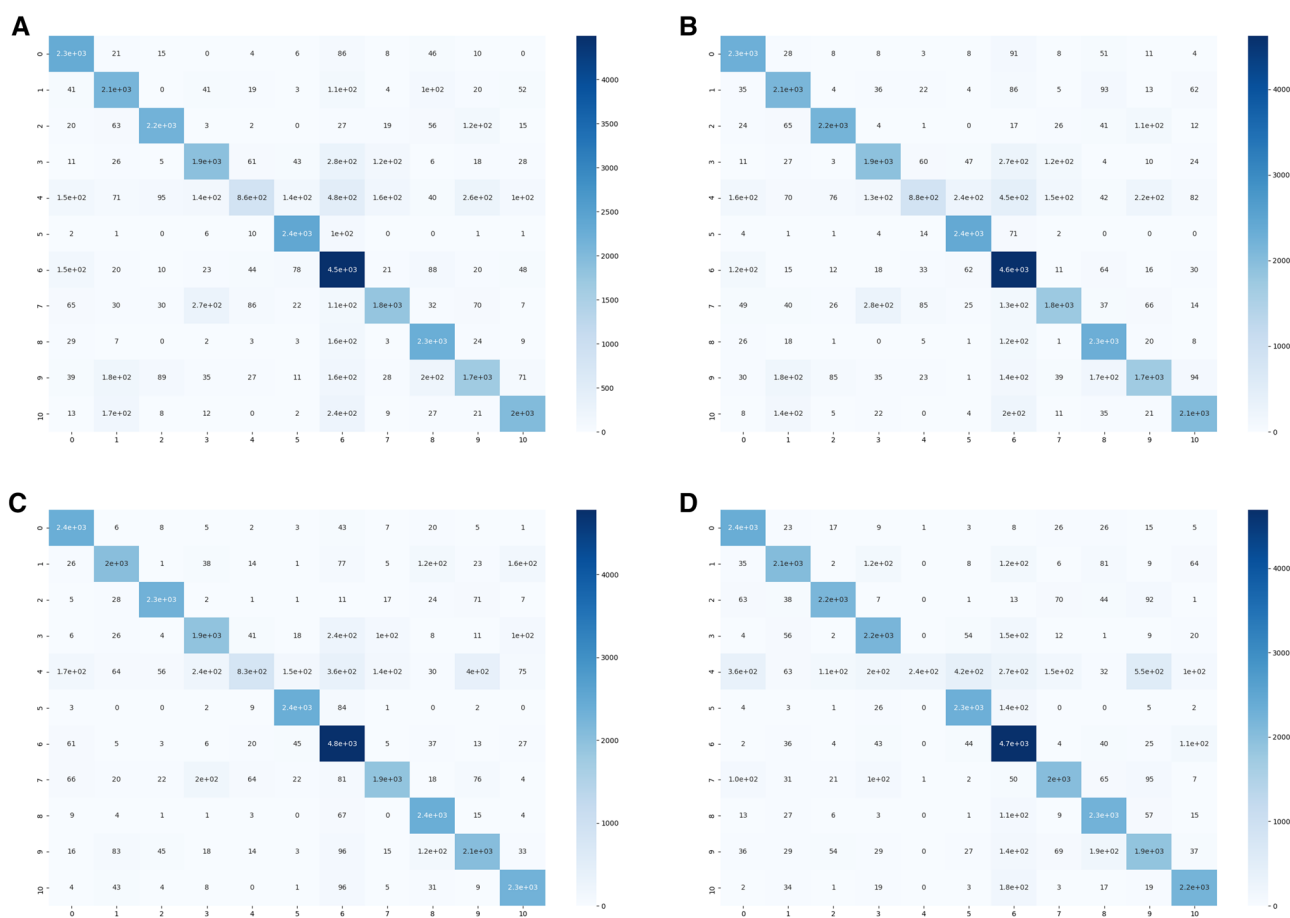 A
0 2.3e+03 21 15 0 4 6 86 8 46 10 0
1 41 2.1e+03 0 41 19 3 1.1e+02 4 1e+02 20 52
2 20 63 2.2e+03 3 2 0 27 19 56 1.2e+02 15
3 11 26 5 1.9e+03 61 43 2.8e+02 1.2e+02 6 18 28
4 1.5e+02 71 95 1.4e+02 8.6e+02 1.4e+02 4.8e+02 1.6e+02 40 2.6e+02 1e+02
5 2 1 0 6 10 2.4e+03 1e+02 0 0 1 1
6 1.5e+02 20 10 23 44 78 4.5e+03 21 88 20 48
7 65 30 30 2.7e+02 86 22 1.1e+02 1.8e+03 32 70 7
8 29 7 0 2 3 3 1.6e+02 3 2.3e+03 24 9
9 39 1.8e+02 89 35 27 11 1.6e+02 28 2e+02 1.7e+03 71
10 13 1.7e+02 8 12 0 2 2.4e+02 9 27 21 2e+03
0 1 2 3 4 5 6 7 8 9 10
4000
3500
3000
2500
2000
1500
1000
500
0
B
0 2.3e+03 28 8 8 3 8 91 8 51 11 4
1 35 2.1e+03 4 36 22 4 86 5 93 13 62
2 24 65 2.2e+03 4 1 0 17 26 41 1.1e+02 12
3 11 27 3 1.9e+03 60 47 2.7e+02 1.2e+02 4 10 24
4 1.6e+02 70 76 1.3e+02 8.8e+02 2.4e+02 4.5e+02 1.5e+02 42 2.2e+02 82
5 4 1 1 4 14 2.4e+03 71 2 0 0 0
6 1.2e+02 15 12 18 33 62 4.6e+03 11 64 16 30
7 49 40 26 2.8e+02 85 25 1.3e+02 1.8e+03 37 66 14
8 26 18 1 0 5 1 1.2e+02 1 2.3e+03 20 8
9 30 1.8e+02 85 35 23 1 1.4e+02 39 1.7e+02 1.7e+03 94
10 8 1.4e+02 5 22 0 4 2e+02 11 35 21 2.1e+03
0 1 2 3 4 5 6 7 8 9 10
4000
3000
2000
1000
0
C
0 2.4e+03 6 8 5 2 3 43 7 20 5 1
1 26 2e+03 1 38 14 1 77 5 1.2e+02 23 1.6e+02
2 5 28 2.3e+03 2 1 1 11 17 24 71 7
3 6 26 4 1.9e+03 41 18 2.4e+02 1e+02 8 11 1e+02
4 1.7e+02 64 56 2.4e+02 8.3e+02 1.5e+02 3.6e+02 1.4e+02 30 4e+02 75
5 3 0 0 2 9 2.4e+03 84 1 0 2 0
6 61 5 3 6 20 45 4.8e+03 5 37 13 27
7 66 20 22 2e+02 64 22 81 1.9e+03 18 76 4
8 9 4 1 1 3 0 67 0 2.4e+03 15 4
9 16 83 45 18 14 3 96 15 1.2e+02 2.1e+03 33
10 4 43 4 8 0 1 96 5 31 9 2.3e+03
0 1 2 3 4 5 6 7 8 9 10
4000
3000
2000
1000
0
D
0 2.4e+03 23 17 9 1 3 8 26 26 15 5
1 35 2.1e+03 2 1.2e+02 0 8 1.2e+02 6 81 9 64
2 63 38 2.2e+03 7 0 1 13 70 44 92 1
3 4 56 2 2.2e+03 0 54 1.5e+02 12 1 9 20
4 3.6e+02 63 1.1e+02 2e+02 2.4e+02 4.2e+02 2.7e+02 1.5e+02 32 5.5e+02 1e+02
5 4 3 1 26 0 2.3e+03 1.4e+02 0 0 5 2
6 2 36 4 43 0 44 4.7e+03 4 40 25 1.1e+02
7 1.0e+02 31 21 1e+02 1 2 50 2e+03 65 95 7
8 13 27 6 3 0 8 1.1e+02 9 2.3e+03 57 15
9 36 29 54 29 0 27 1.4e+02 69 1.9e+02 1.9e+03 37
10 2 34 1 19 0 3 1.8e+02 3 17 19 2.2e+03
0 1 2 3 4 5 6 7 8 9 10
4000
3000
2000
1000
0